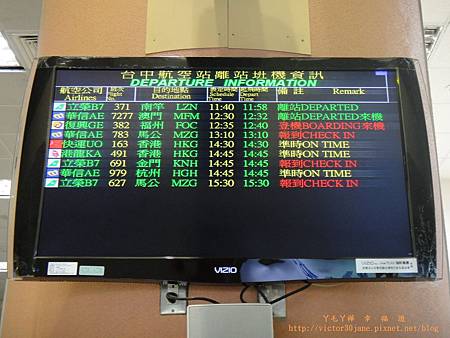 台中航空站離站班機資訊
DEPARTURE INFORMATION
航空公司 班次 目的地點 表定時間 起飛時間 備註 Remark
Airlines Flight No. Destination Schedule Time Depart Time
立榮B7 371 南竿 LZN 11:40 11:58 離站DEPARTED
華信AE 7277 澳門 MFM 12:30 12:32 離站DEPARTED來機
復興GE 382 福州 FOC 12:35 12:40 登機BOARDING來機
華信AE 783 馬公 MZG 13:10 13:10 報到CHECK IN
快運UO 163 香港 HKG 14:30 14:30 準時ON TIME
港龍KA 491 香港 HKG 14:45 14:45 準時ON TIME
立榮B7 691 金門 KNH 14:45 14:45 報到CHECK IN
華信AE 979 杭州 HGH 14:45 14:45 準時ON TIME
立榮B7 627 馬公 MZG 15:30 15:30 報到CHECK IN
VIZIO
VIZIO
ㄚ毛ㄚ禪 幸福遊
http://victor30jane.pixnet.net/blog